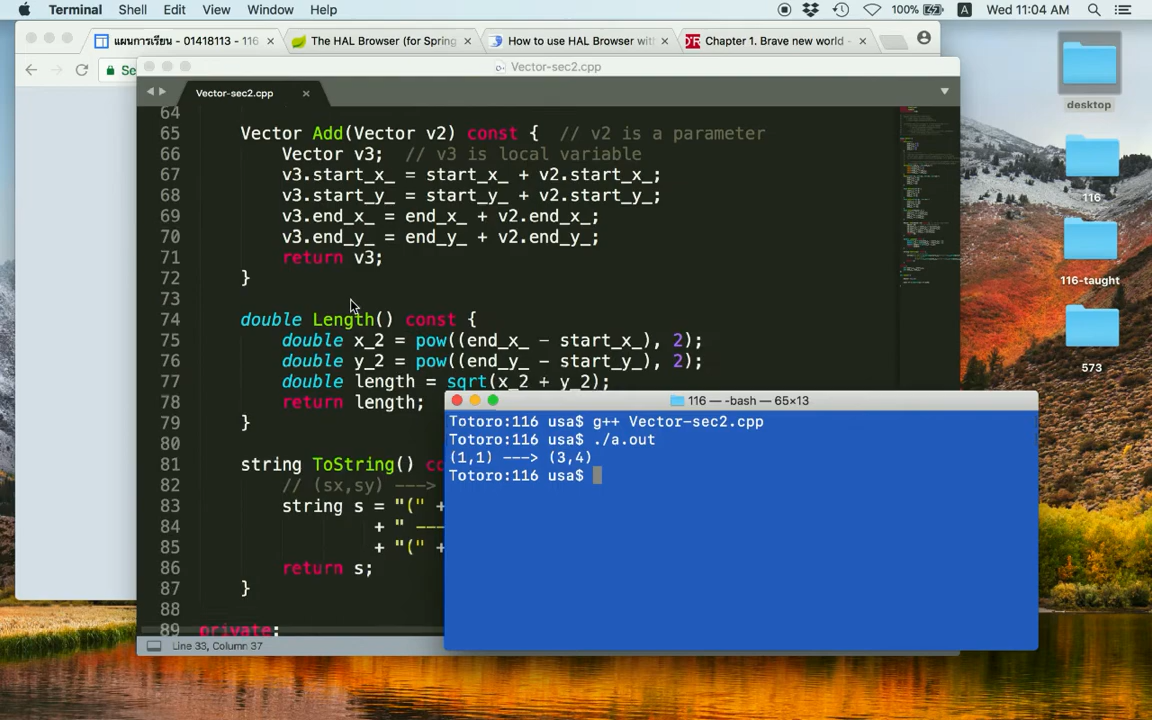 Terminal Shell Edit View Window Help 100% A Wed 11:04 AM
แผนการเรียน - 01418113 - 116 × The HAL Browser (for Spring × How to use HAL Browser with × Chapter 1. Brave new world - ×
Se
Vector-sec2.cpp
Vector-sec2.cpp ×
64
65 Vector Add(Vector v2) const { // v2 is a parameter
66 Vector v3; // v3 is local variable
67 v3.start_x_ = start_x_ + v2.start_x_;
68 v3.start_y_ = start_y_ + v2.start_y_;
69 v3.end_x_ = end_x_ + v2.end_x_;
70 v3.end_y_ = end_y_ + v2.end_y_;
71 return v3;
72 }
73
74 double Length() const {
75 double x_2 = pow((end_x_ - start_x_), 2);
76 double y_2 = pow((end_y_ - start_y_), 2);
77 double length = sqrt(x_2 + y_2);
78 return length;
79 }
80
81 string ToString() co
82 // (sx,sy) --->
83 string s = "(" +
84 + " ---
85 + "(" +
86 return s;
87 }
88
89 private:
Line 33, Column 37
116 — -bash — 65×13
Totoro:116 usa$ g++ Vector-sec2.cpp
Totoro:116 usa$ ./a.out
(1,1) ---> (3,4)
Totoro:116 usa$
desktop
116
116-taught
573